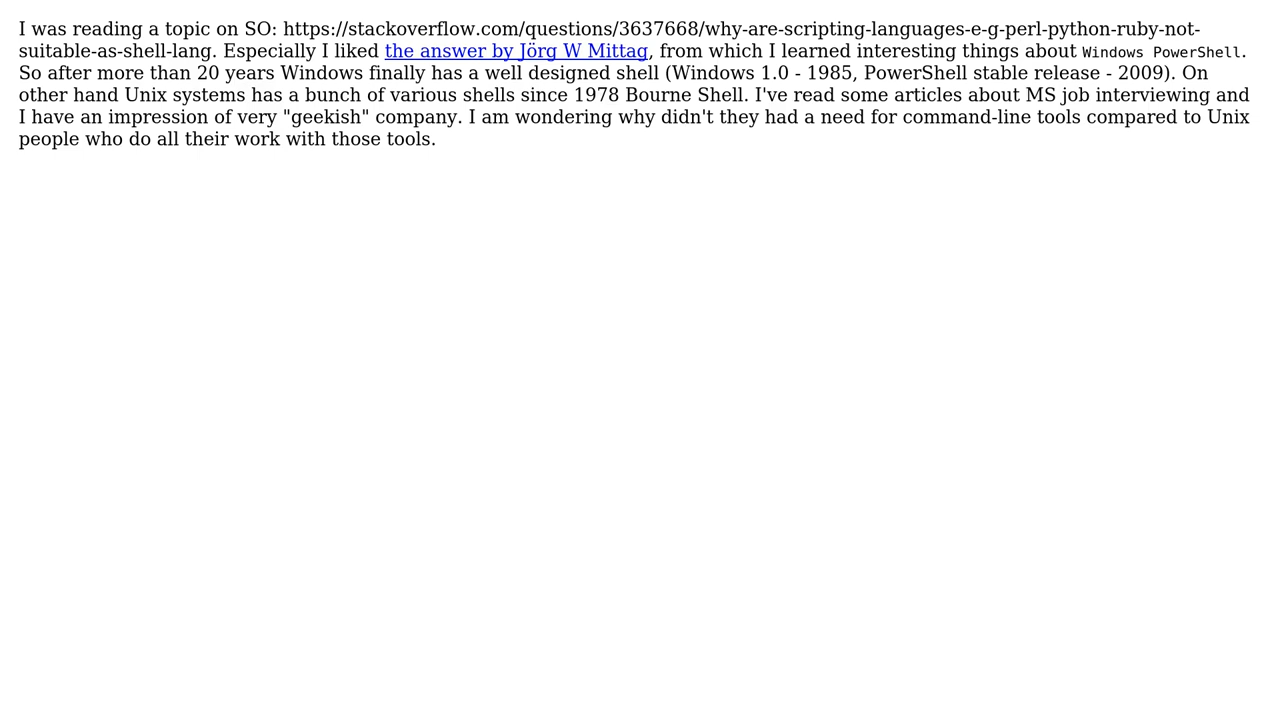 I was reading a topic on SO: https://stackoverflow.com/questions/3637668/why-are-scripting-languages-e-g-perl-python-ruby-not-
suitable-as-shell-lang. Especially I liked the answer by Jörg W Mittag, from which I learned interesting things about Windows PowerShell.
So after more than 20 years Windows finally has a well designed shell (Windows 1.0 - 1985, PowerShell stable release - 2009). On
other hand Unix systems has a bunch of various shells since 1978 Bourne Shell. I've read some articles about MS job interviewing and
I have an impression of very "geekish" company. I am wondering why didn't they had a need for command-line tools compared to Unix
people who do all their work with those tools.